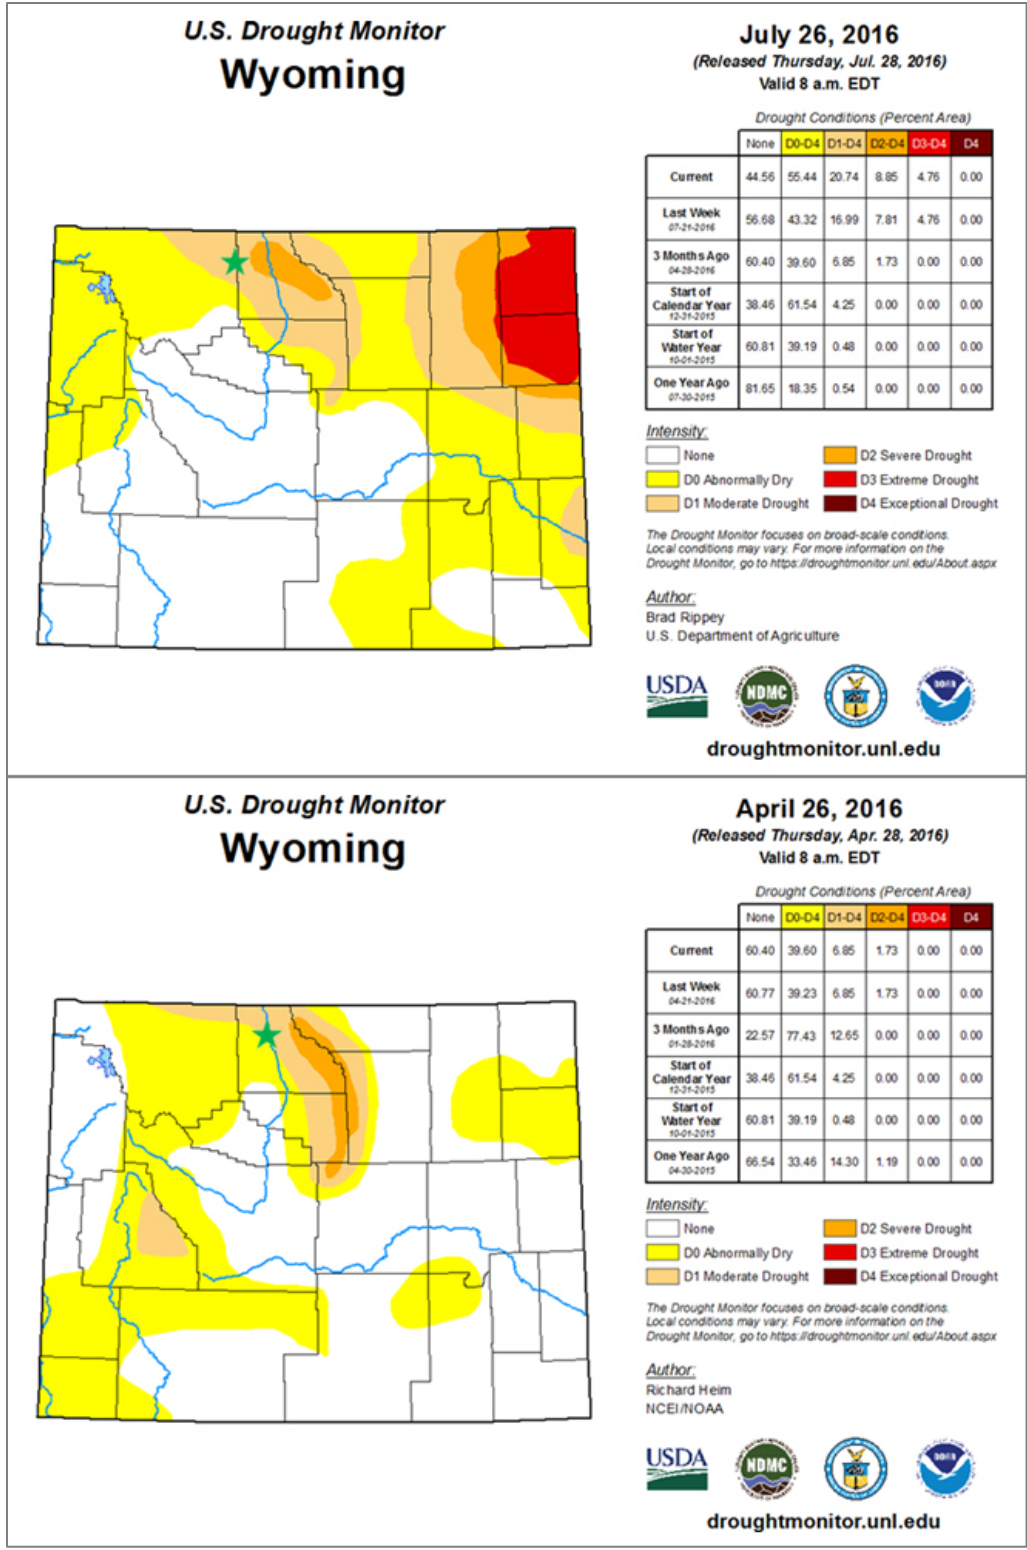 U.S. Drought Monitor
Wyoming
July 26, 2016
(Released Thursday, Jul. 28, 2016)
Valid 8 a.m. EDT
Drought Conditions (Percent Area)
None D0-D4 D1-D4 D2-D4 D3-D4 D4
Current 44.56 55.44 20.74 8.85 4.76 0.00
Last Week 07-21-2016 56.68 43.32 16.99 7.81 4.76 0.00
3 Months Ago 04-28-2016 60.40 39.60 6.85 1.73 0.00 0.00
Start of Calendar Year 12-31-2015 38.46 61.54 4.25 0.00 0.00 0.00
Start of Water Year 10-01-2015 60.81 39.19 0.48 0.00 0.00 0.00
One Year Ago 07-30-2015 81.65 18.35 0.54 0.00 0.00 0.00
Intensity:
None
D0 Abnormally Dry
D1 Moderate Drought
D2 Severe Drought
D3 Extreme Drought
D4 Exceptional Drought
The Drought Monitor focuses on broad-scale conditions.
Local conditions may vary. For more information on the
Drought Monitor, go to https://droughtmonitor.unl.edu/About.aspx
Author:
Brad Rippey
U.S. Department of Agriculture
USDA
NDMC
droughtmonitor.unl.edu
U.S. Drought Monitor
Wyoming
April 26, 2016
(Released Thursday, Apr. 28, 2016)
Valid 8 a.m. EDT
Drought Conditions (Percent Area)
None D0-D4 D1-D4 D2-D4 D3-D4 D4
Current 60.40 39.60 6.85 1.73 0.00 0.00
Last Week 04-21-2016 60.77 39.23 6.85 1.73 0.00 0.00
3 Months Ago 01-28-2016 22.57 77.43 12.65 0.00 0.00 0.00
Start of Calendar Year 12-31-2015 38.46 61.54 4.25 0.00 0.00 0.00
Start of Water Year 10-01-2015 60.81 39.19 0.48 0.00 0.00 0.00
One Year Ago 04-30-2015 66.54 33.46 14.30 1.19 0.00 0.00
Intensity:
None
D0 Abnormally Dry
D1 Moderate Drought
D2 Severe Drought
D3 Extreme Drought
D4 Exceptional Drought
The Drought Monitor focuses on broad-scale conditions.
Local conditions may vary. For more information on the
Drought Monitor, go to https://droughtmonitor.unl.edu/About.aspx
Author:
Richard Heim
NCEI/NOAA
USDA
NDMC
droughtmonitor.unl.edu